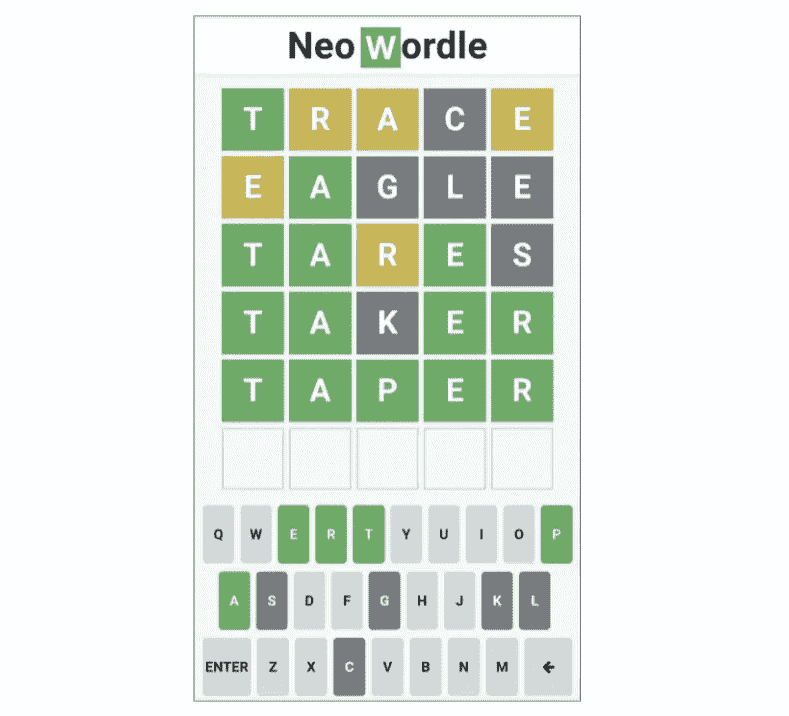 Neo Wordle
T R A C E
E A G L E
T A R E S
T A K E R
T A P E R
Q W E R T Y U I O P
A S D F G H J K L
ENTER Z X C V B N M ←